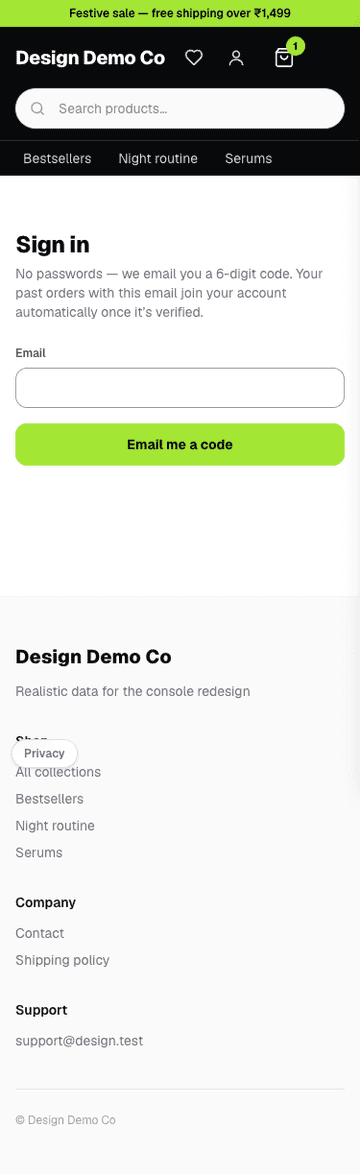 Festive sale — free shipping over ₹1,499
Design Demo Co
1
Search products...
Bestsellers
Night routine
Serums
Sign in
No passwords — we email you a 6-digit code. Your
past orders with this email join your account
automatically once it's verified.
Email
Email me a code
Design Demo Co
Realistic data for the console redesign
Privacy
All collections
Bestsellers
Night routine
Serums
Company
Contact
Shipping policy
Support
support@design.test
© Design Demo Co